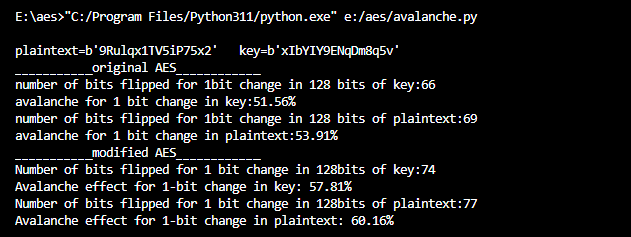 E:\aes>"C:/Program Files/Python311/python.exe" e:/aes/avalanche.py
plaintext=b'9Rulqx1TV5iP75x2' key=b'xIbYIY9ENqDm8q5v'
___________original AES____________
number of bits flipped for 1bit change in 128 bits of key:66
avalanche for 1 bit change in key:51.56%
number of bits flipped for 1bit change in 128 bits of plaintext:69
avalanche for 1 bit change in plaintext:53.91%
___________modified AES____________
Number of bits flipped for 1 bit change in 128bits of key:74
Avalanche effect for 1-bit change in key: 57.81%
Number of bits flipped for 1 bit change in 128bits of plaintext:77
Avalanche effect for 1-bit change in plaintext: 60.16%